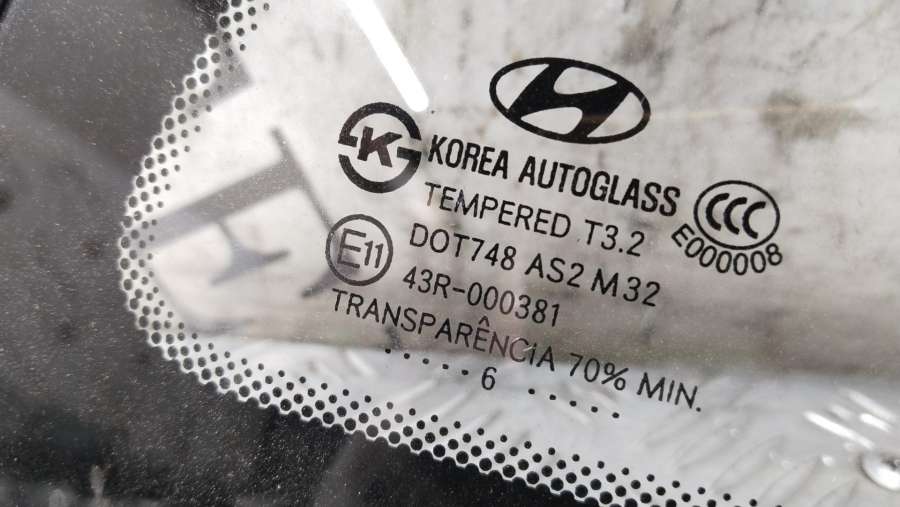 K
KOREA AUTOGLASS
TEMPERED T3.2
CCC
E000008
E11
DOT748 AS2 M32
43R-000381
TRANSPARÊNCIA 70% MIN.
.....6.....